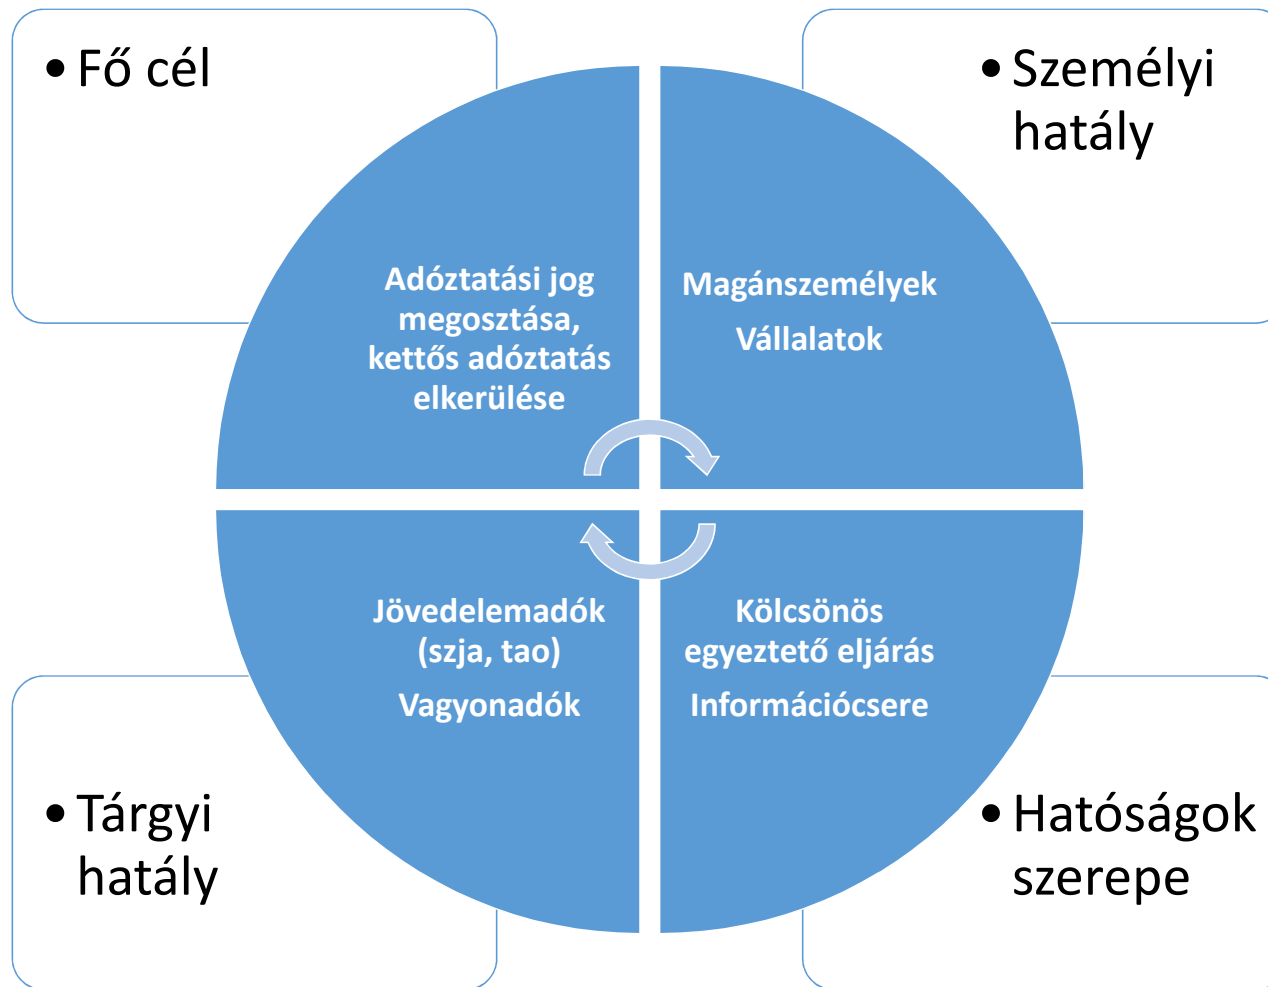 • Fő cél
Adóztatási jog
megosztása,
kettős adóztatás
elkerülése
• Személyi
hatály
Magánszemélyek
Vállalatok
Jövedelemadók
(szja, tao)
Vagyonadók
• Tárgyi
hatály
Kölcsönös
egyeztető eljárás
Információcsere
• Hatóságok
szerepe